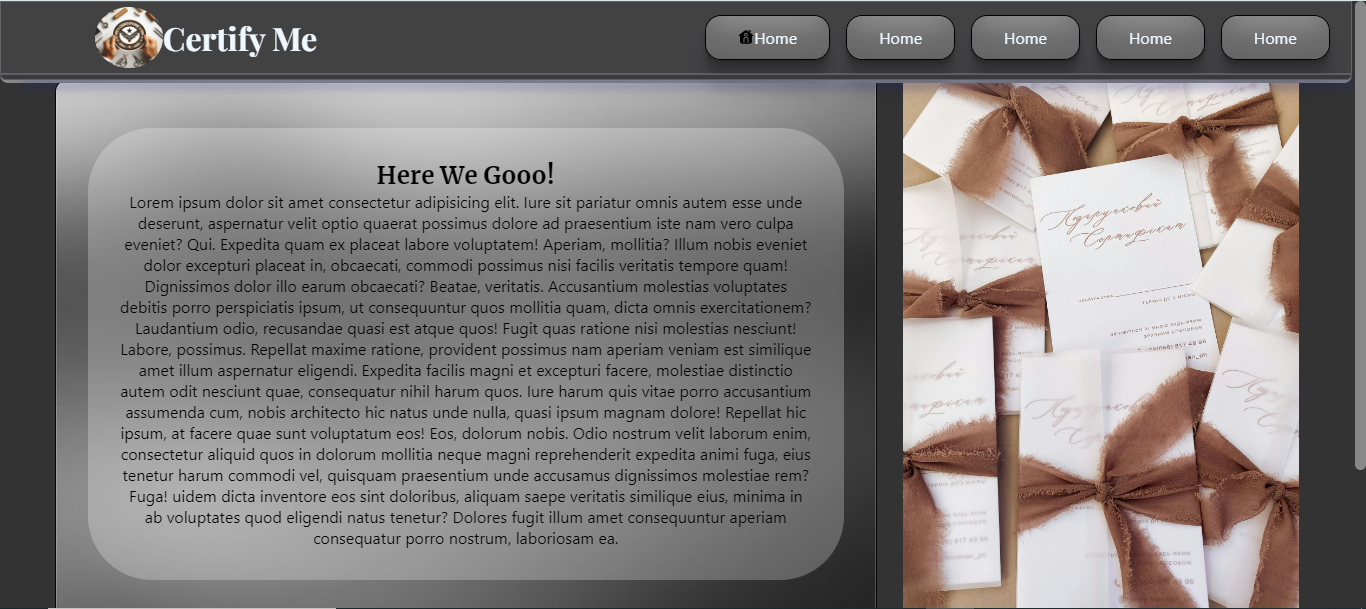 Certify Me
Home
Home
Home
Home
Home
Here We Gooo!
Lorem ipsum dolor sit amet consectetur adipisicing elit. Iure sit pariatur omnis autem esse unde
deserunt, aspernatur velit optio quaerat possimus dolore ad praesentium iste nam vero culpa
eveniet? Qui. Expedita quam ex placeat labore voluptatem! Aperiam, mollitia? Illum nobis eveniet
dolor excepturi placeat in, obcaecati, commodi possimus nisi facilis veritatis tempore quam!
Dignissimos dolor illo earum obcaecati? Beatae, veritatis. Accusantium molestias voluptates
debitis porro perspiciatis ipsum, ut consequuntur quos mollitia quam, dicta omnis exercitationem?
Laudantium odio, recusandae quasi est atque quos! Fugit quas ratione nisi molestias nesciunt!
Labore, possimus. Repellat maxime ratione, provident possimus nam aperiam veniam est similique
amet illum aspernatur eligendi. Expedita facilis magni et excepturi facere, molestiae distinctio
autem odit nesciunt quae, consequatur nihil harum quos. Iure harum quis vitae porro accusantium
assumenda cum, nobis architecto hic natus unde nulla, quasi ipsum magnam dolore! Repellat hic
ipsum, at facere quae sunt voluptatum eos! Eos, dolorum nobis. Odio nostrum velit laborum enim,
consectetur aliquid quos in dolorum mollitia neque magni reprehenderit expedita animi fuga, eius
tenetur harum commodi vel, quisquam praesentium unde accusamus dignissimos molestiae rem?
Fuga! uidem dicta inventore eos sint doloribus, aliquam saepe veritatis similique eius, minima in
ab voluptates quod eligendi natus tenetur? Dolores fugit illum amet consequuntur aperiam
consequatur porro nostrum, laboriosam ea.
Подарунковий
Сертифікат